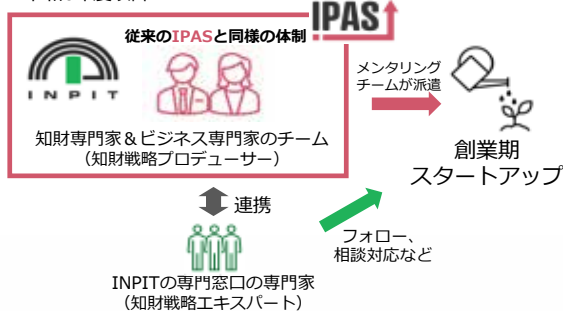 IPAS
従来のIPASと同様の体制
INPIT
知財専門家＆ビジネス専門家のチーム
（知財戦略プロデューサー）
メンタリング
チームが派遣
創業期
スタートアップ
連携
フォロー、
相談対応など
INPITの専門窓口の専門家
（知財戦略エキスパート）